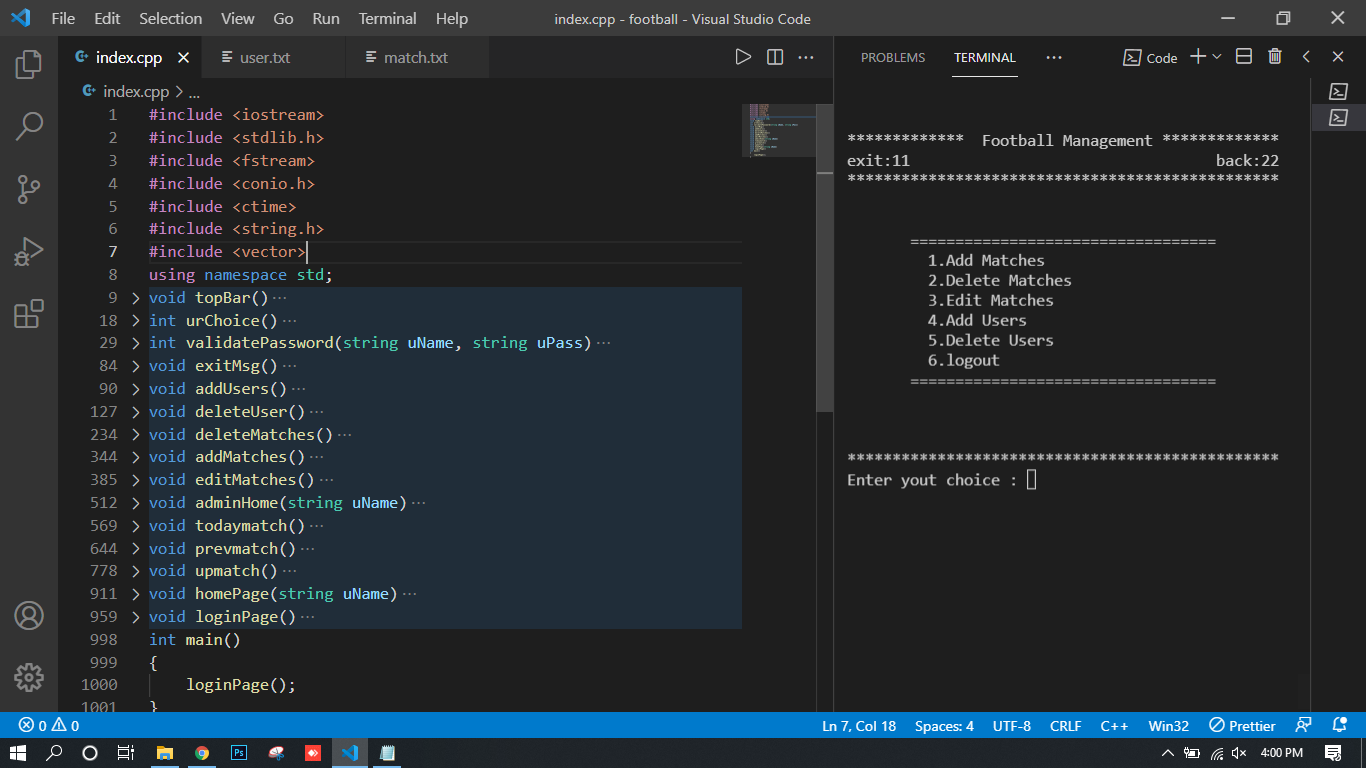 File Edit Selection View Go Run Terminal Help index.cpp - football - Visual Studio Code
index.cpp user.txt match.txt
index.cpp > ...
1 #include <iostream>
2 #include <stdlib.h>
3 #include <fstream>
4 #include <conio.h>
5 #include <ctime>
6 #include <string.h>
7 #include <vector>
8 using namespace std;
9 void topBar() ...
18 int urChoice() ...
29 int validatePassword(string uName, string uPass) ...
84 void exitMsg() ...
90 void addUsers() ...
127 void deleteUser() ...
234 void deleteMatches() ...
344 void addMatches() ...
385 void editMatches() ...
512 void adminHome(string uName) ...
569 void todaymatch() ...
644 void prevmatch() ...
778 void upmatch() ...
911 void homePage(string uName) ...
959 void loginPage() ...
998 int main()
999 {
1000 loginPage();
1001 }
PROBLEMS TERMINAL ... Code
************* Football Management *************
exit:11 back:22
************************************************
==================================
1.Add Matches
2.Delete Matches
3.Edit Matches
4.Add Users
5.Delete Users
6.logout
==================================
************************************************
Enter yout choice :
0 0 Ln 7, Col 18 Spaces: 4 UTF-8 CRLF C++ Win32 Prettier
Ps 4:00 PM